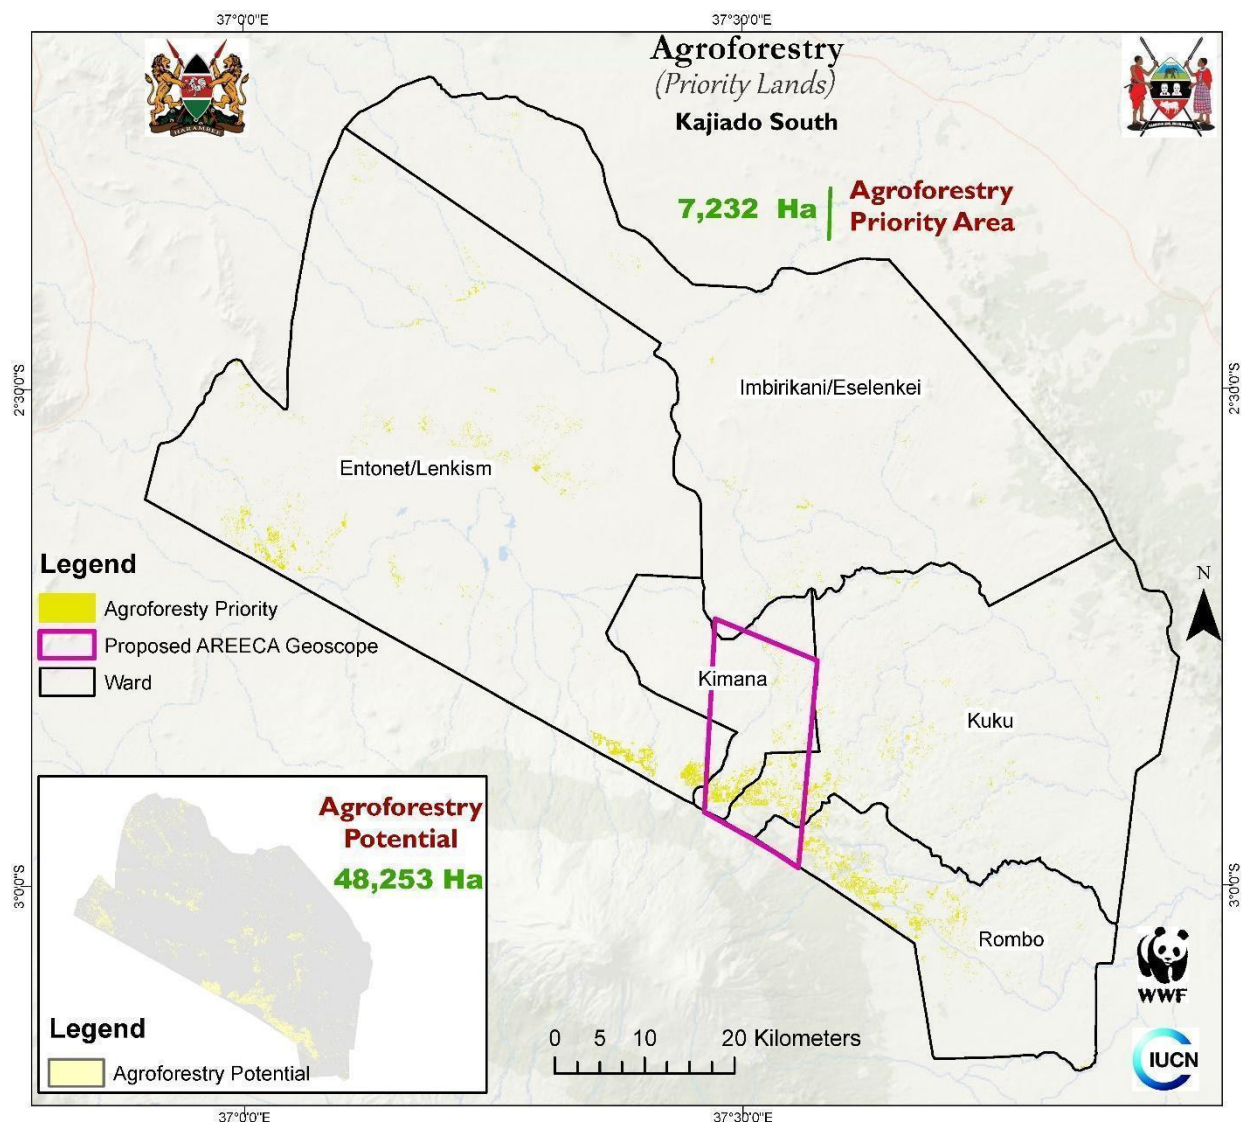 37°0'0"E
37°30'0"E
HARAMBEE
Agroforestry
(Priority Lands)
Kajiado South
7,232 Ha
Agroforestry
Priority Area
2°30'0"S
2°30'0"S
Imbirikani/Eselenkei
Entonet/Lenkism
Legend
Agroforesty Priority
Proposed AREECA Geoscope
Ward
N
Kimana
Kuku
Agroforestry
Potential
48,253 Ha
Legend
Agroforestry Potential
3°0'0"S
3°0'0"S
Rombo
WWF
IUCN
0 5 10 20 Kilometers
37°0'0"E
37°30'0"E